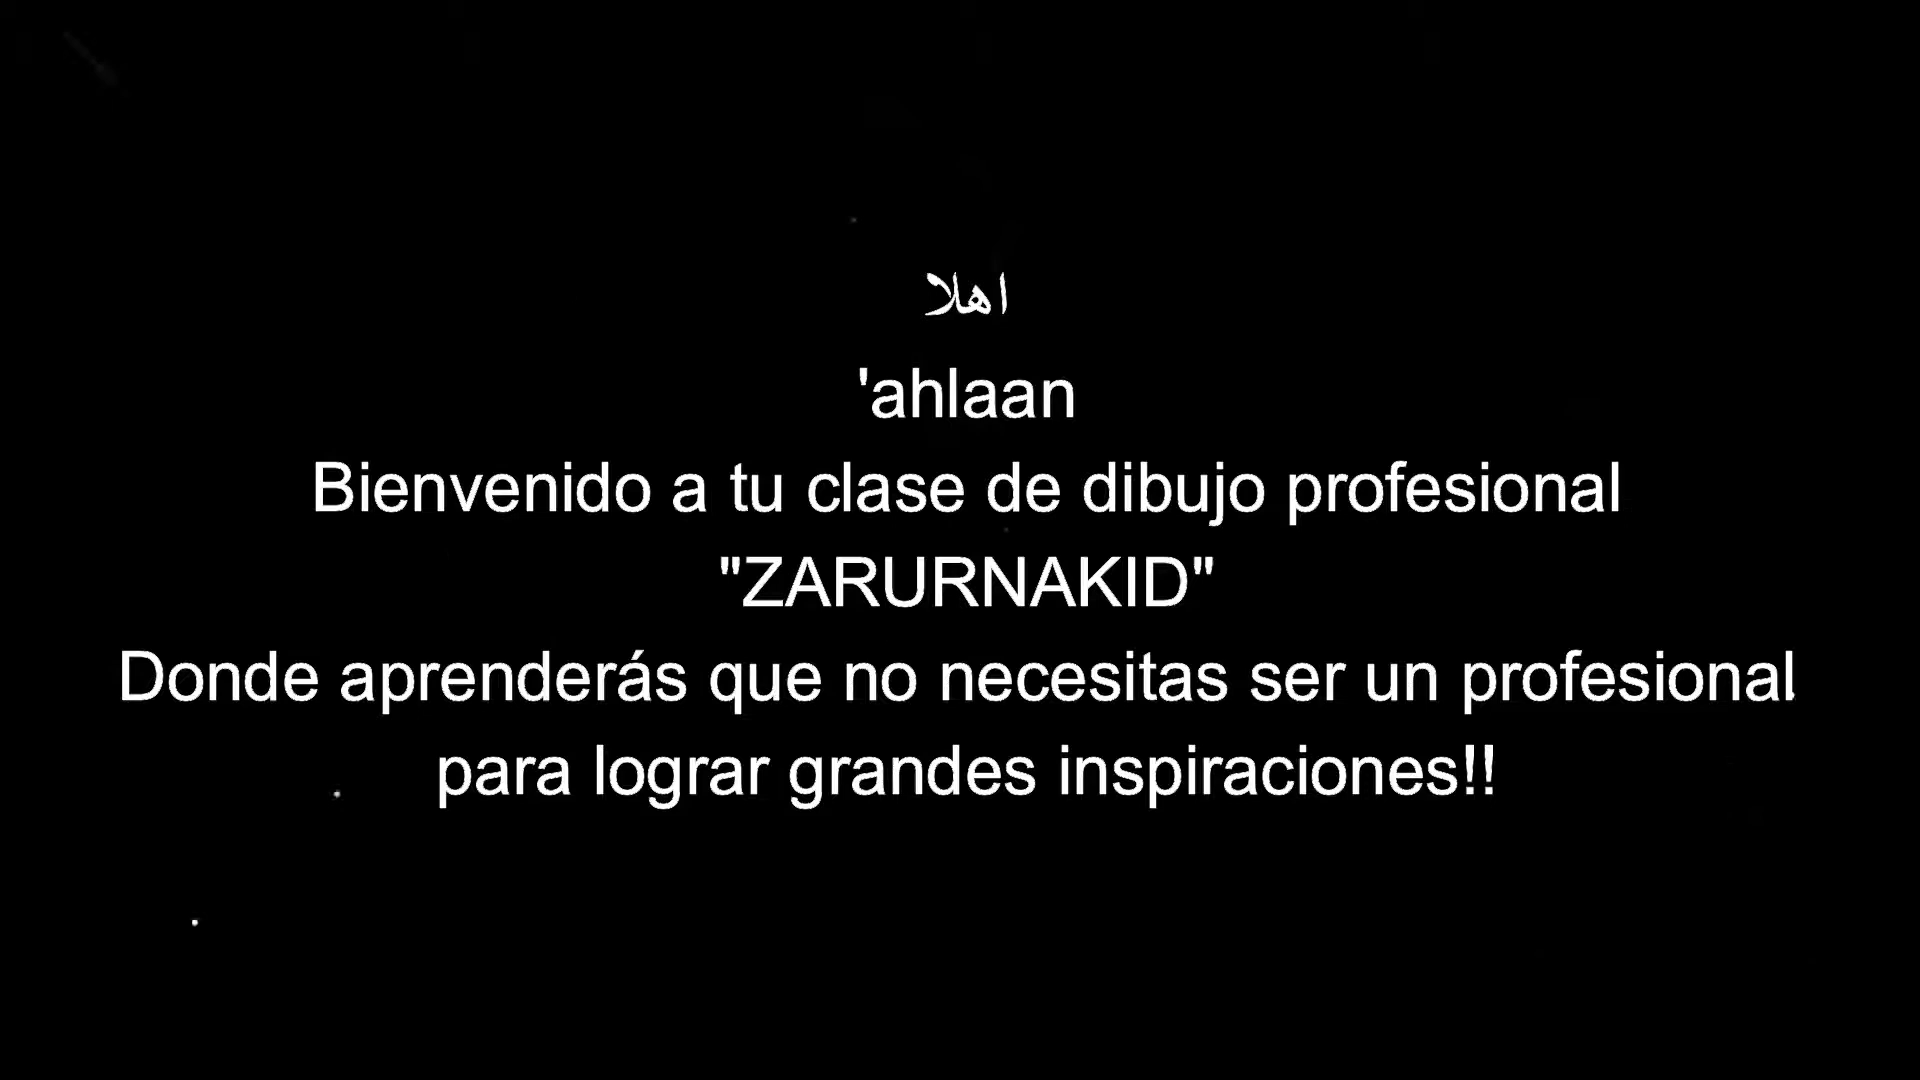 اهلا
'ahlaan
Bienvenido a tu clase de dibujo profesional
"ZARURNAKID"
Donde aprenderás que no necesitas ser un profesional
para lograr grandes inspiraciones!!